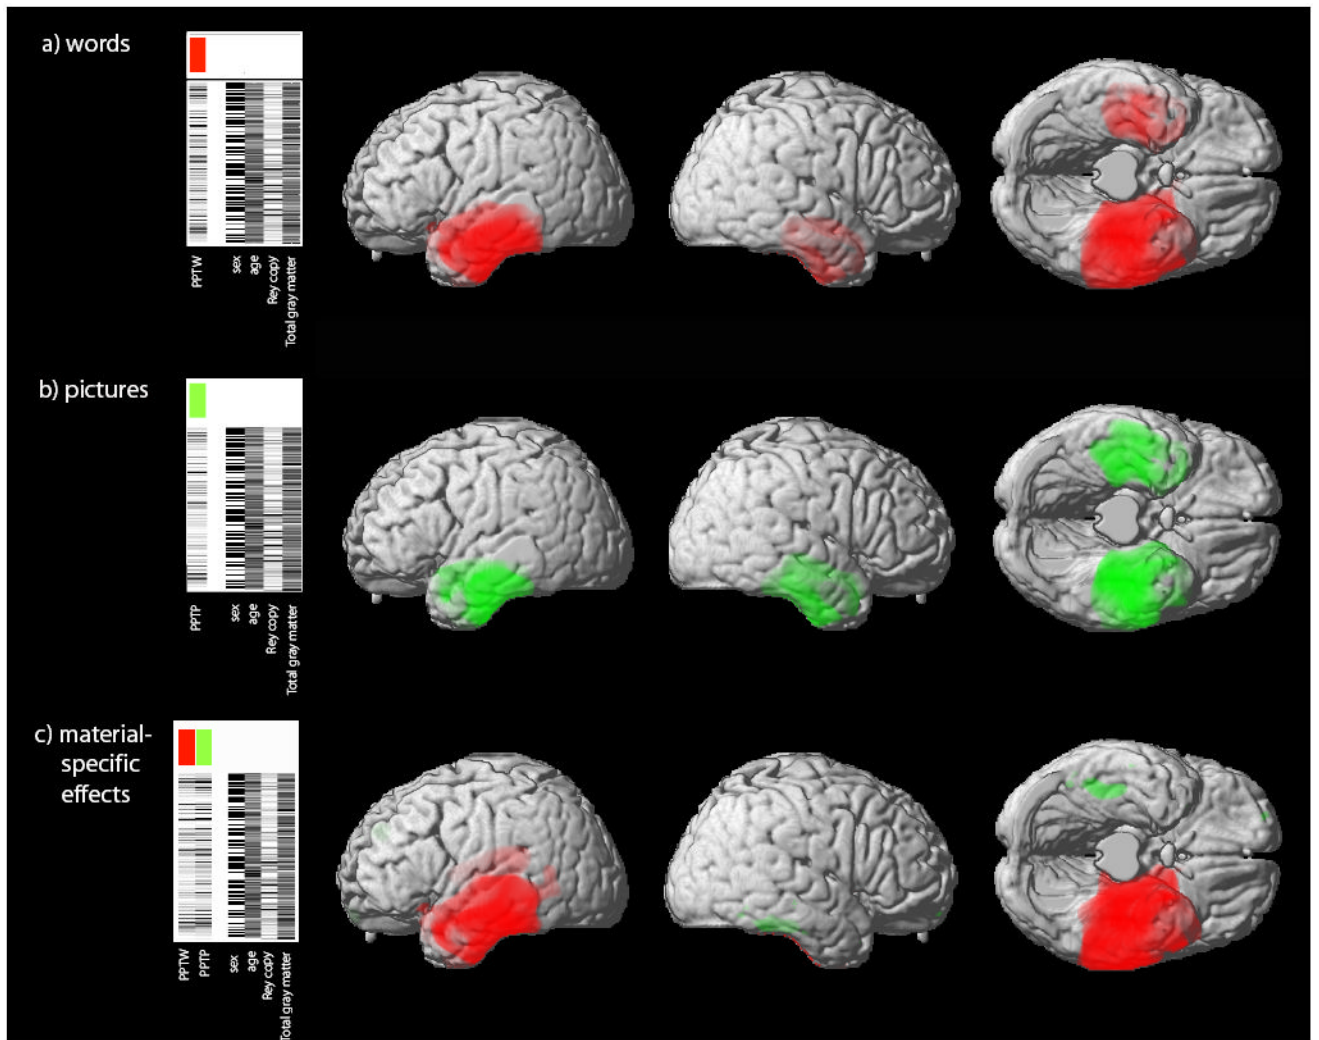 a) words
PPTW
sex
age
Rey copy
Total gray matter
b) pictures
PPTP
sex
age
Rey copy
Total gray matter
c) material-
specific
effects
PPTW
PPTP
sex
age
Rey copy
Total gray matter